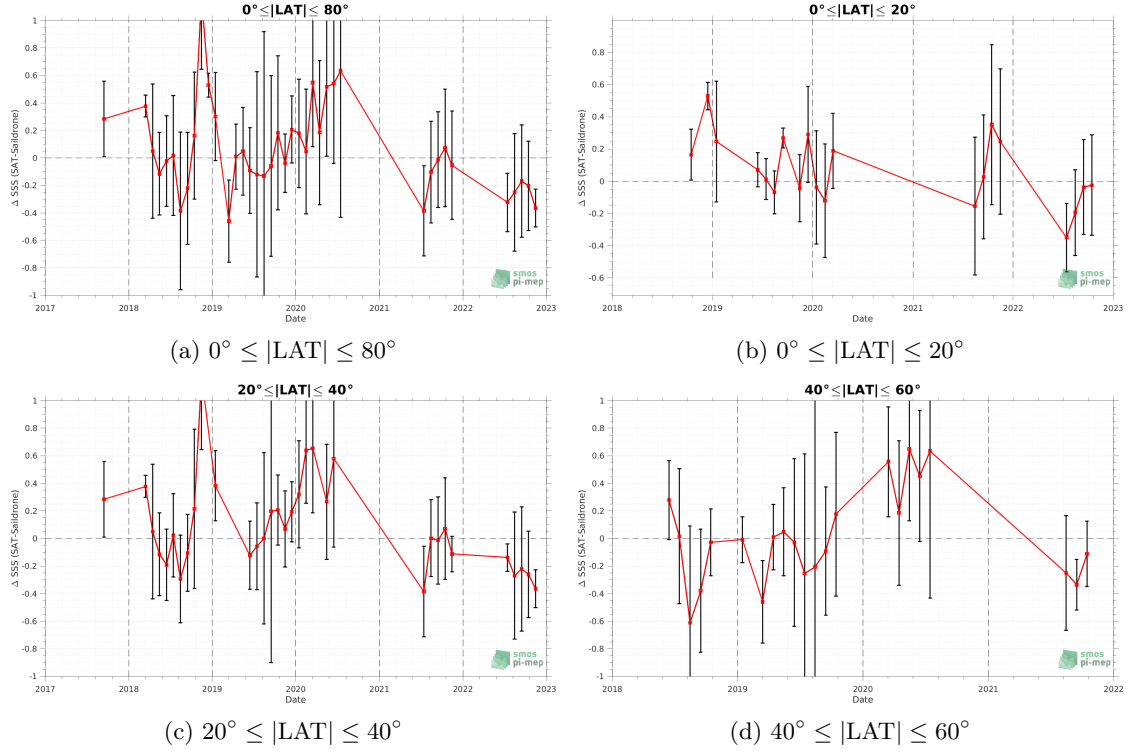 0°≤|LAT|≤ 80°
1
0.8
0.6
0.4
0.2
0
-0.2
-0.4
-0.6
-0.8
-1
Δ SSS (SAT-Saildrone)
2017 2018 2019 2020 2021 2022 2023
Date
smos
pi-mep
(a) 0° ≤ |LAT| ≤ 80°
0°≤|LAT|≤ 20°
1
0.8
0.6
0.4
0.2
0
-0.2
-0.4
-0.6
Δ SSS (SAT-Saildrone)
2018 2019 2020 2021 2022 2023
Date
smos
pi-mep
(b) 0° ≤ |LAT| ≤ 20°
20°≤|LAT|≤ 40°
1
0.8
0.6
0.4
0.2
0
-0.2
-0.4
-0.6
-0.8
-1
Δ SSS (SAT-Saildrone)
2017 2018 2019 2020 2021 2022 2023
Date
smos
pi-mep
(c) 20° ≤ |LAT| ≤ 40°
40°≤|LAT|≤ 60°
1
0.8
0.6
0.4
0.2
0
-0.2
-0.4
-0.6
-0.8
-1
Δ SSS (SAT-Saildrone)
2018 2019 2020 2021 2022
Date
smos
pi-mep
(d) 40° ≤ |LAT| ≤ 60°